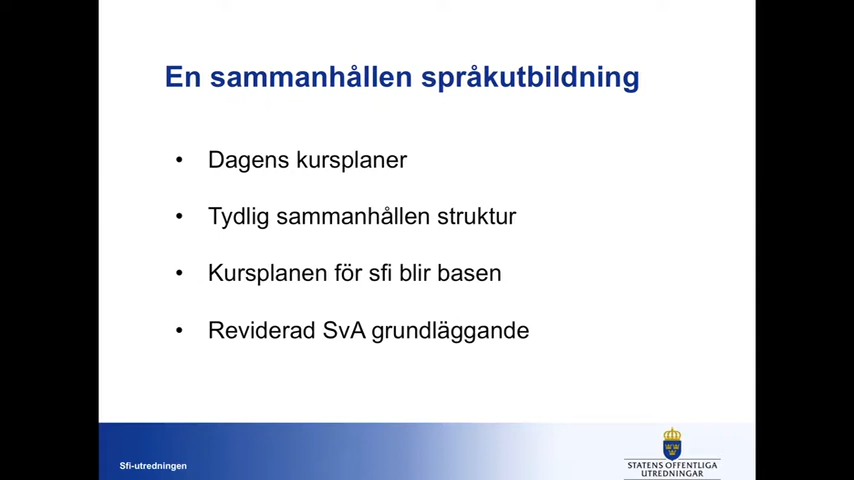 En sammanhållen språkutbildning
• Dagens kursplaner
• Tydlig sammanhållen struktur
• Kursplanen för sfi blir basen
• Reviderad SvA grundläggande
Sfi-utredningen
STATENS OFFENTLIGA
UTREDNINGAR